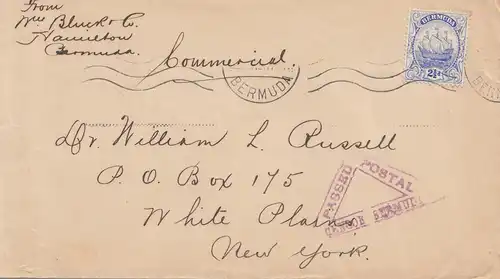 From
Wm Bluck & Co.
Hamilton
Bermuda.
Commercial.
BERMUDA
BERMUDA
2½d
Dr. William L. Russell
P. O. Box 175
White Plains,
New York.
PASSED POSTAL
CENSOR BERMUDA